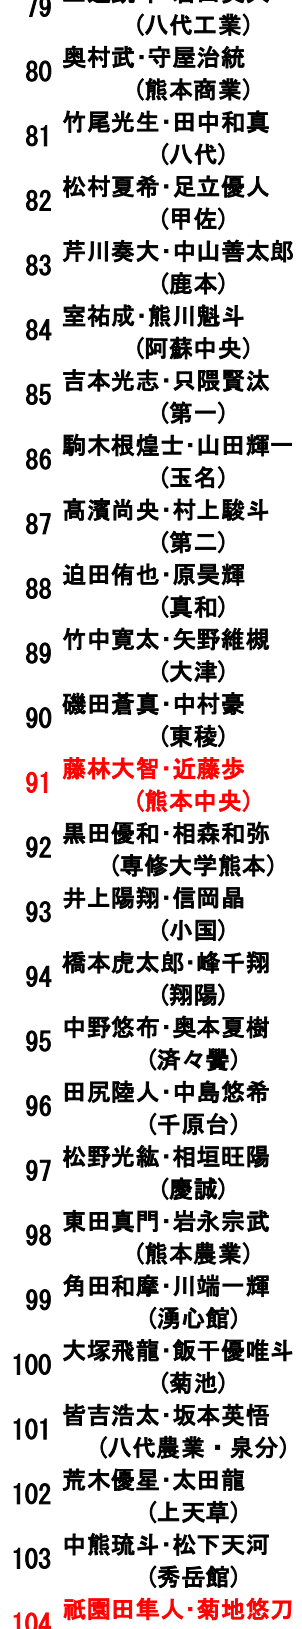 79
(八代工業)
80 奥村武・守屋治統
(熊本商業)
81 竹尾光生・田中和真
(八代)
82 松村夏希・足立優人
(甲佐)
83 芹川奏大・中山善太郎
(鹿本)
84 室祐成・熊川魁斗
(阿蘇中央)
85 吉本光志・只隈賢汰
(第一)
86 駒木根煌士・山田輝一
(玉名)
87 髙濱尚央・村上駿斗
(第二)
88 迫田侑也・原昊輝
(真和)
89 竹中寛太・矢野維槻
(大津)
90 磯田蒼真・中村豪
(東稜)
91 藤林大智・近藤歩
(熊本中央)
92 黒田優和・相森和弥
(専修大学熊本)
93 井上陽翔・信岡晶
(小国)
94 橋本虎太郎・峰千翔
(翔陽)
95 中野悠布・奥本夏樹
(済々黌)
96 田尻陸人・中島悠希
(千原台)
97 松野光紘・相垣旺陽
(慶誠)
98 東田真門・岩永宗武
(熊本農業)
99 角田和摩・川端一輝
(湧心館)
100 大塚飛龍・飯干優唯斗
(菊池)
101 皆吉浩太・坂本英悟
(八代農業・泉分)
102 荒木優星・太田龍
(上天草)
103 中熊琉斗・松下天河
(秀岳館)
104 祇園田隼人・菊地悠刀